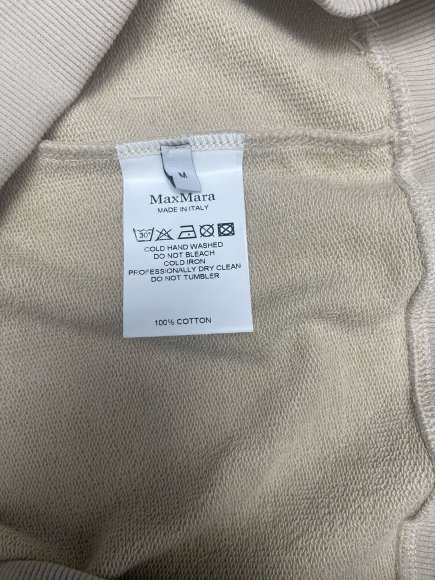 M
MaxMara
MADE IN ITALY
30°
COLD HAND WASHED
DO NOT BLEACH
COLD IRON
PROFESSIONALLY DRY CLEAN
DO NOT TUMBLER
100% COTTON